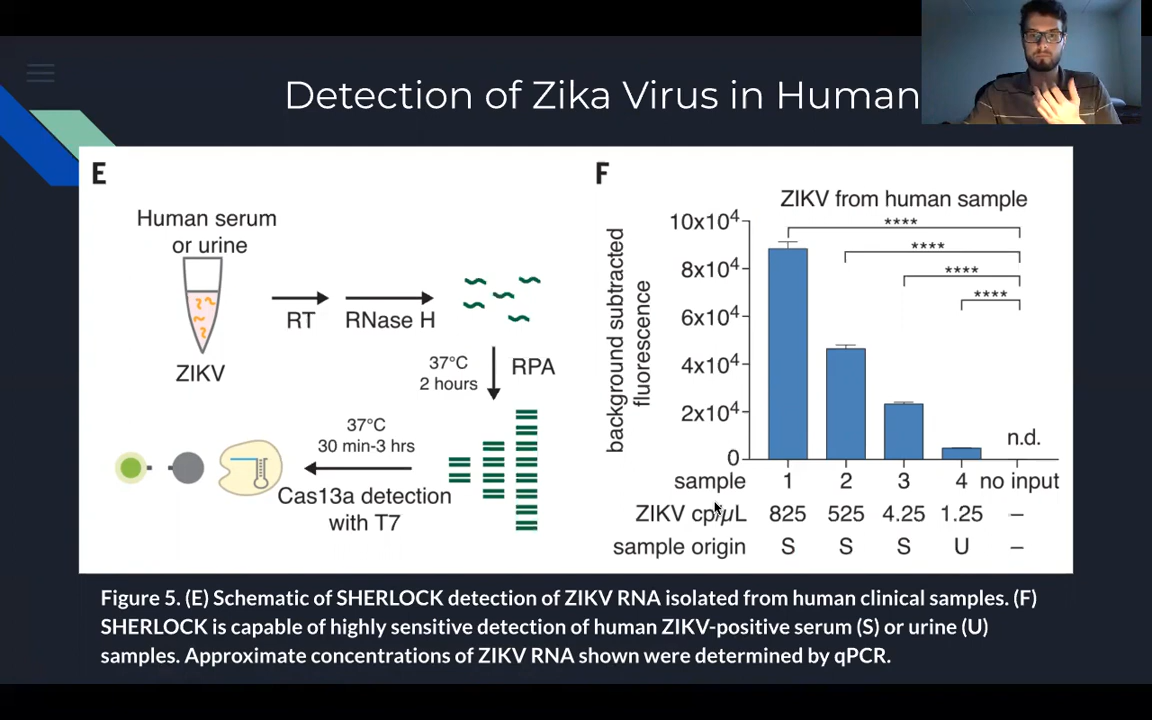 Detection of Zika Virus in Human
E
Human serum
or urine
ZIKV
RT
RNase H
37°C
2 hours
RPA
37°C
30 min-3 hrs
Cas13a detection
with T7
F
ZIKV from human sample
background subtracted
fluorescence
10x10⁴
8x10⁴
6x10⁴
4x10⁴
2x10⁴
0
****
****
****
****
n.d.
sample 1 2 3 4 no input
ZIKV cp/µL 825 525 4.25 1.25 –
sample origin S S S U –
Figure 5. (E) Schematic of SHERLOCK detection of ZIKV RNA isolated from human clinical samples. (F)
SHERLOCK is capable of highly sensitive detection of human ZIKV-positive serum (S) or urine (U)
samples. Approximate concentrations of ZIKV RNA shown were determined by qPCR.